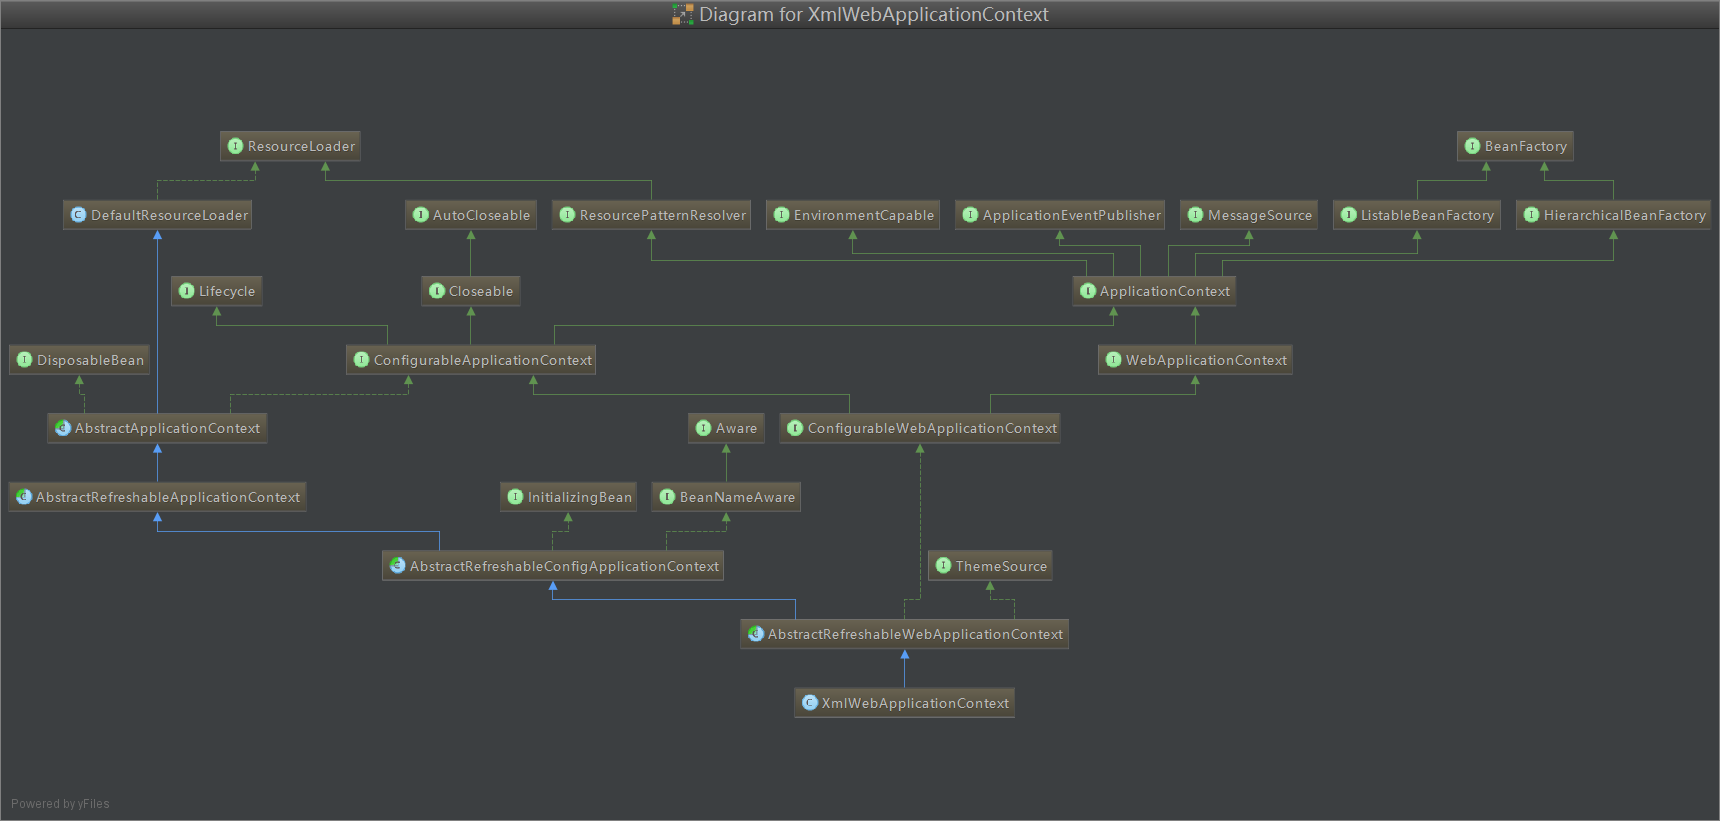 Diagram for XmlWebApplicationContext
I ResourceLoader
I BeanFactory
C DefaultResourceLoader
I AutoCloseable
I ResourcePatternResolver
I EnvironmentCapable
I ApplicationEventPublisher
I MessageSource
I ListableBeanFactory
I HierarchicalBeanFactory
I Lifecycle
I Closeable
I ApplicationContext
I DisposableBean
I ConfigurableApplicationContext
I WebApplicationContext
C AbstractApplicationContext
I Aware
I ConfigurableWebApplicationContext
C AbstractRefreshableApplicationContext
I InitializingBean
I BeanNameAware
C AbstractRefreshableConfigApplicationContext
I ThemeSource
C AbstractRefreshableWebApplicationContext
C XmlWebApplicationContext
Powered by yFiles